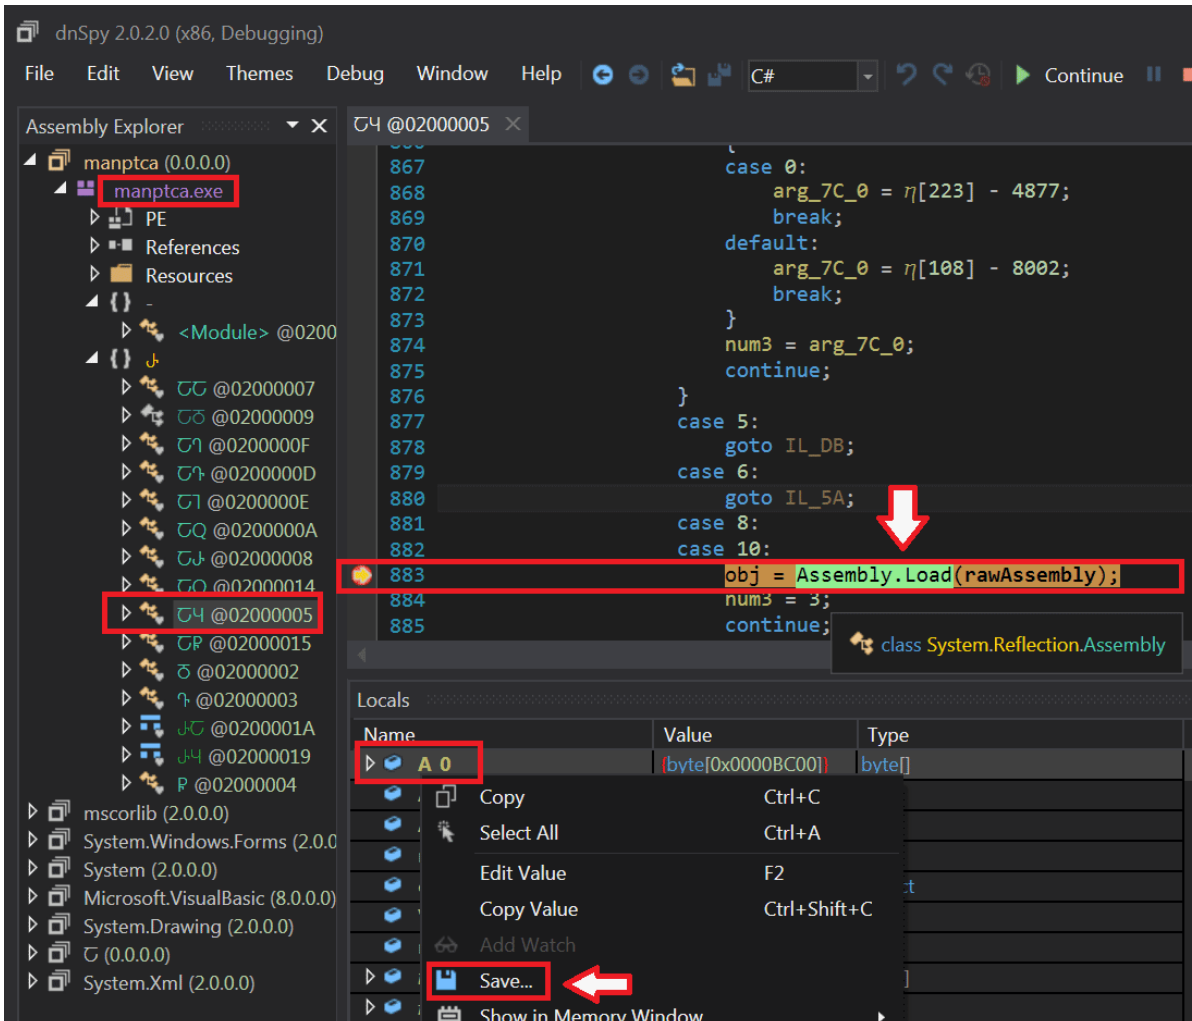 dnSpy 2.0.2.0 (x86, Debugging)
File Edit View Themes Debug Window Help C# Continue
Assembly Explorer
ԾԿ @02000005
manptca (0.0.0.0)
manptca.exe
PE
References
Resources
{ } -
<Module> @0200
{ }
@02000007
@02000009
@0200000F
@0200000D
@0200000E
@0200000A
@02000008
@02000014
@02000005
@02000015
@02000002
@02000003
@0200001A
@02000019
@02000004
mscorlib (2.0.0.0)
System.Windows.Forms (2.0.0
System (2.0.0.0)
Microsoft.VisualBasic (8.0.0.0)
System.Drawing (2.0.0.0)
(0.0.0.0)
System.Xml (2.0.0.0)
866 {
867 case 0:
868 arg_7C_0 = η[223] - 4877;
869 break;
870 default:
871 arg_7C_0 = η[108] - 8002;
872 break;
873 }
874 num3 = arg_7C_0;
875 continue;
876 }
877 case 5:
878 goto IL_DB;
879 case 6:
880 goto IL_5A;
881 case 8:
882 case 10:
883 obj = Assembly.Load(rawAssembly);
884 num3 = 3;
885 continue;
class System.Reflection.Assembly
Locals
Name Value Type
A_0 (byte[0x0000BC00]) byte[]
Copy Ctrl+C
Select All Ctrl+A
Edit Value F2
Copy Value Ctrl+Shift+C
Add Watch
Save...
Show in Memory Window